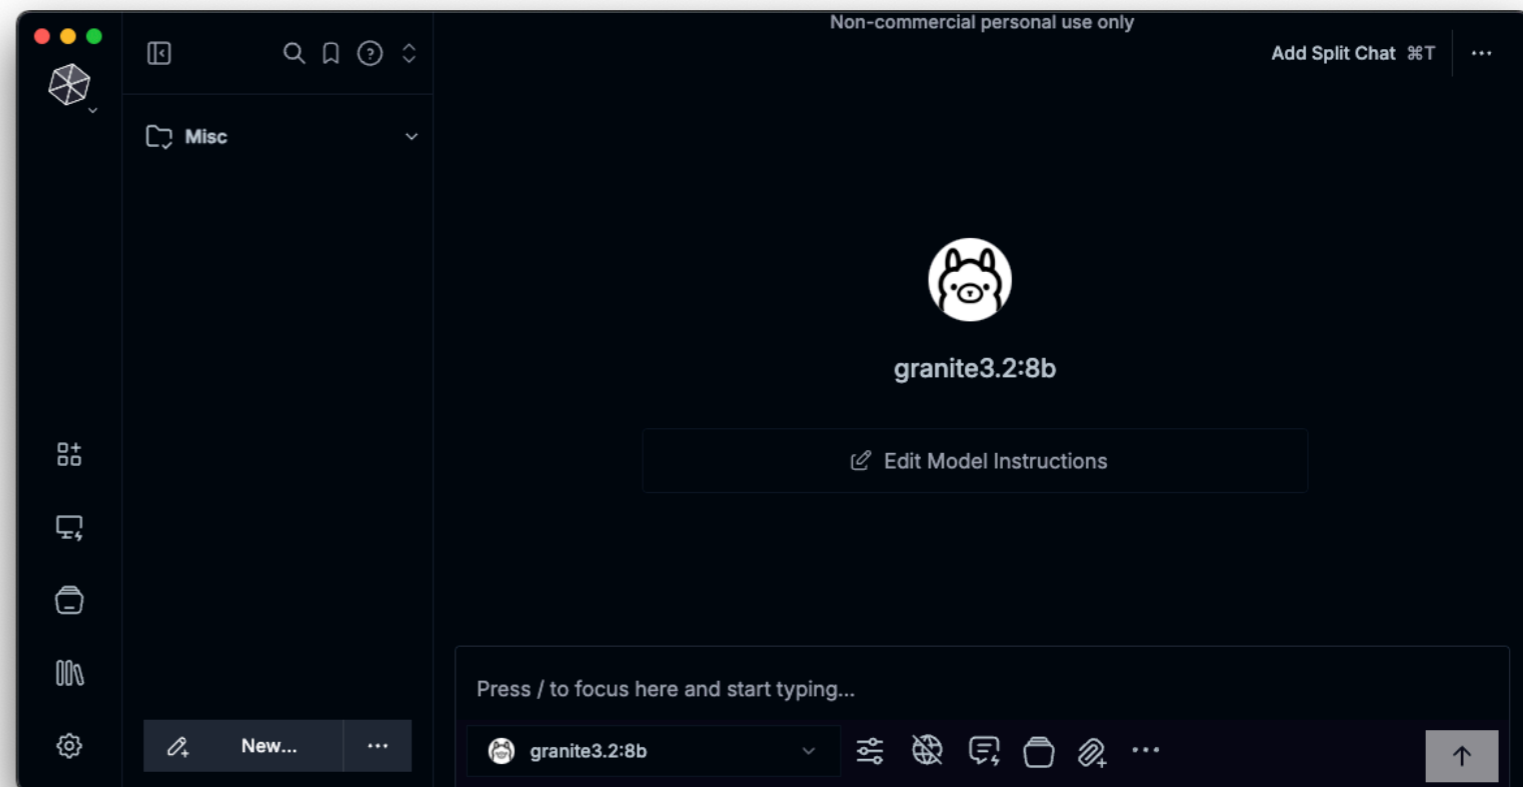 Non-commercial personal use only
Add Split Chat ⌘T
Misc
granite3.2:8b
Edit Model Instructions
Press / to focus here and start typing...
New...
granite3.2:8b